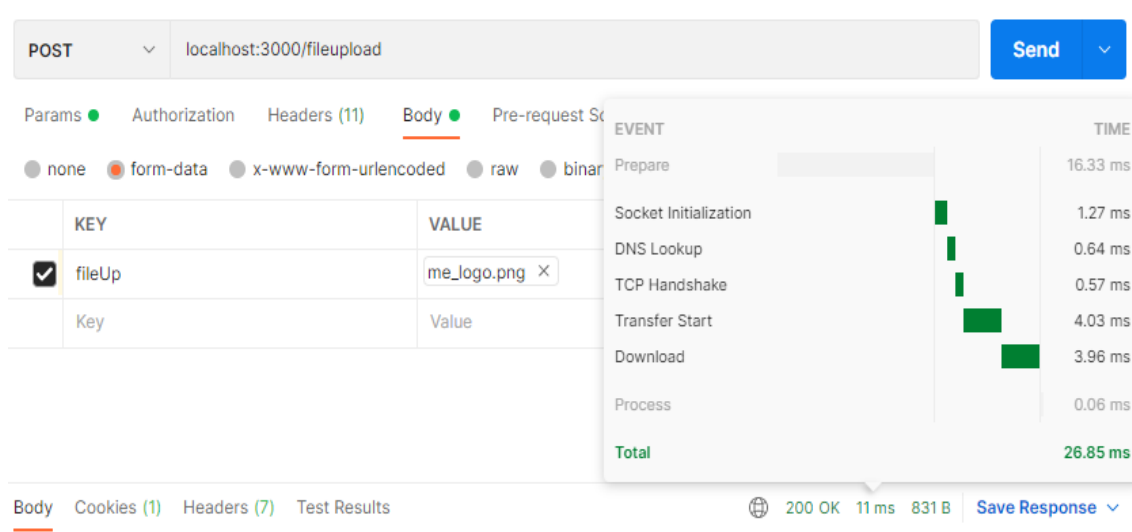 POST localhost:3000/fileupload Send
Params Authorization Headers (11) Body Pre-request Sc
none form-data x-www-form-urlencoded raw binar
KEY VALUE
fileUp me_logo.png ×
Key Value
EVENT TIME
Prepare 16.33 ms
Socket Initialization 1.27 ms
DNS Lookup 0.64 ms
TCP Handshake 0.57 ms
Transfer Start 4.03 ms
Download 3.96 ms
Process 0.06 ms
Total 26.85 ms
Body Cookies (1) Headers (7) Test Results 200 OK 11 ms 831 B Save Response